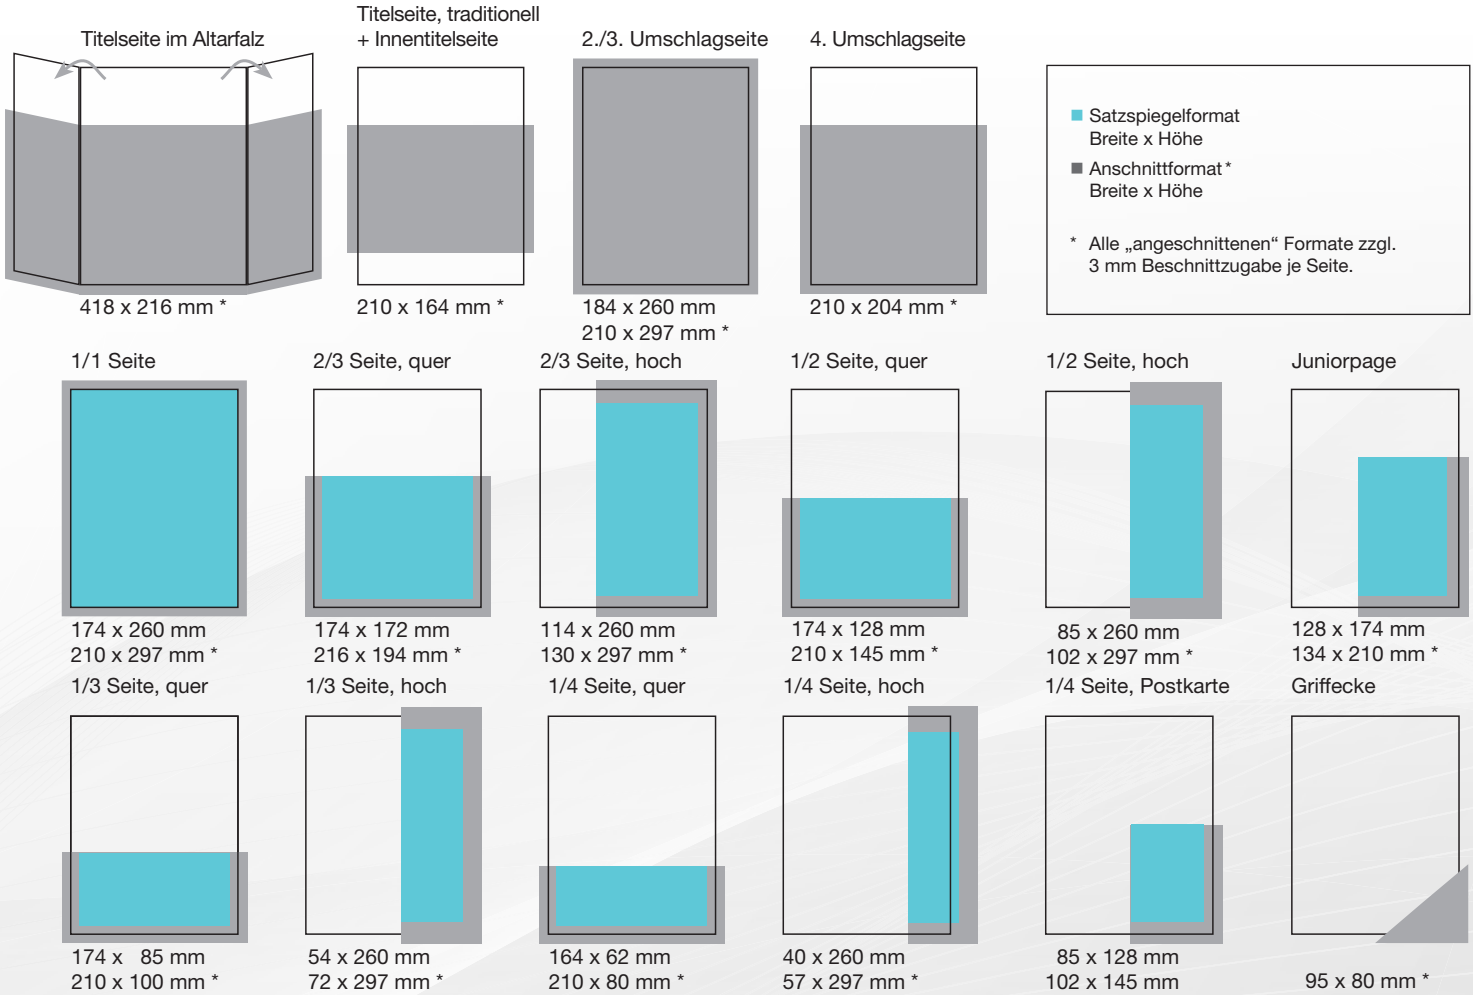 Titelseite im Altarfalz
418 x 216 mm *
Titelseite, traditionell
+ Innentitelseite
210 x 164 mm *
2./3. Umschlagseite
184 x 260 mm
210 x 297 mm *
4. Umschlagseite
210 x 204 mm *
Satzspiegelformat
Breite x Höhe
Anschnittformat *
Breite x Höhe
* Alle „angeschnittenen“ Formate zzgl.
3 mm Beschnittzugabe je Seite.
1/1 Seite
174 x 260 mm
210 x 297 mm *
2/3 Seite, quer
174 x 172 mm
216 x 194 mm *
2/3 Seite, hoch
114 x 260 mm
130 x 297 mm *
1/2 Seite, quer
174 x 128 mm
210 x 145 mm *
1/2 Seite, hoch
85 x 260 mm
102 x 297 mm *
Juniorpage
128 x 174 mm
134 x 210 mm *
1/3 Seite, quer
174 x 85 mm
210 x 100 mm *
1/3 Seite, hoch
54 x 260 mm
72 x 297 mm *
1/4 Seite, quer
164 x 62 mm
210 x 80 mm *
1/4 Seite, hoch
40 x 260 mm
57 x 297 mm *
1/4 Seite, Postkarte
85 x 128 mm
102 x 145 mm
Griffecke
95 x 80 mm *